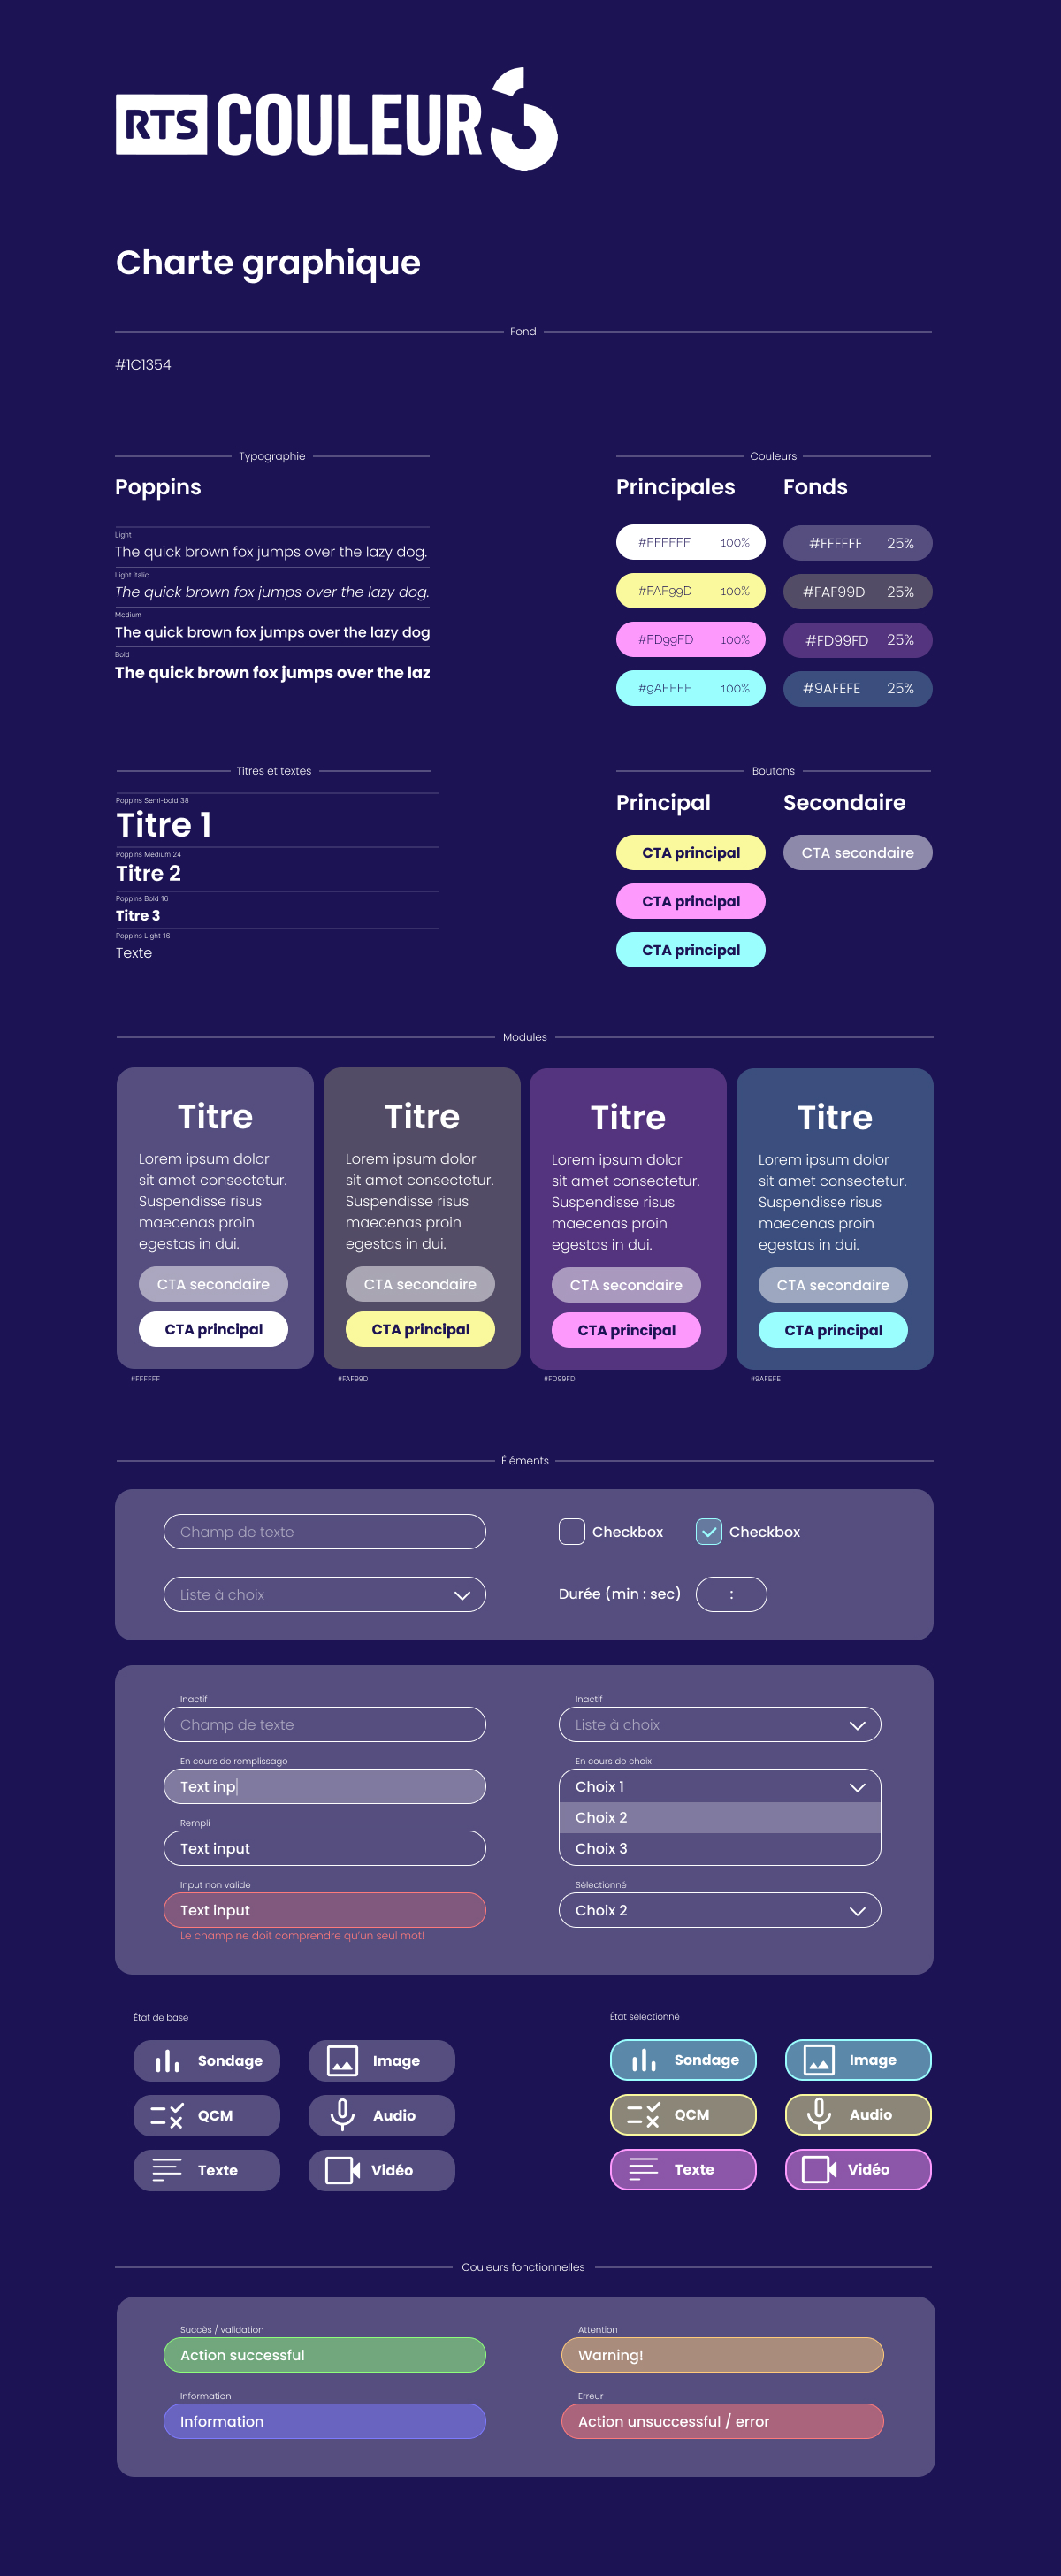 RTS COULEUR3
Charte graphique
Fond
#1C1354
Typographie
Poppins
Light
The quick brown fox jumps over the lazy dog.
Light italic
The quick brown fox jumps over the lazy dog.
Medium
The quick brown fox jumps over the lazy dog
Bold
The quick brown fox jumps over the laz
Couleurs
Principales Fonds
#FFFFFF 100% #FFFFFF 25%
#FAF99D 100% #FAF99D 25%
#FD99FD 100% #FD99FD 25%
#9AFEFE 100% #9AFEFE 25%
Titres et textes
Poppins Semi-bold 38
Titre 1
Poppins Medium 24
Titre 2
Poppins Bold 16
Titre 3
Poppins Light 16
Texte
Boutons
Principal Secondaire
CTA principal CTA secondaire
CTA principal
CTA principal
Modules
Titre
Lorem ipsum dolor
sit amet consectetur.
Suspendisse risus
maecenas proin
egestas in dui.
CTA secondaire
CTA principal
#FFFFFF
Titre
Lorem ipsum dolor
sit amet consectetur.
Suspendisse risus
maecenas proin
egestas in dui.
CTA secondaire
CTA principal
#FAF99D
Titre
Lorem ipsum dolor
sit amet consectetur.
Suspendisse risus
maecenas proin
egestas in dui.
CTA secondaire
CTA principal
#FD99FD
Titre
Lorem ipsum dolor
sit amet consectetur.
Suspendisse risus
maecenas proin
egestas in dui.
CTA secondaire
CTA principal
#9AFEFE
Éléments
Champ de texte
Checkbox Checkbox
Liste à choix
Durée (min : sec) :
Inactif
Champ de texte
En cours de remplissage
Text inp
Rempli
Text input
Input non valide
Text input
Le champ ne doit comprendre qu'un seul mot!
Inactif
Liste à choix
En cours de choix
Choix 1
Choix 2
Choix 3
Sélectionné
Choix 2
État de base
Sondage Image
QCM Audio
Texte Vidéo
État sélectionné
Sondage Image
QCM Audio
Texte Vidéo
Couleurs fonctionnelles
Succès / validation
Action successful
Attention
Warning!
Information
Information
Erreur
Action unsuccessful / error